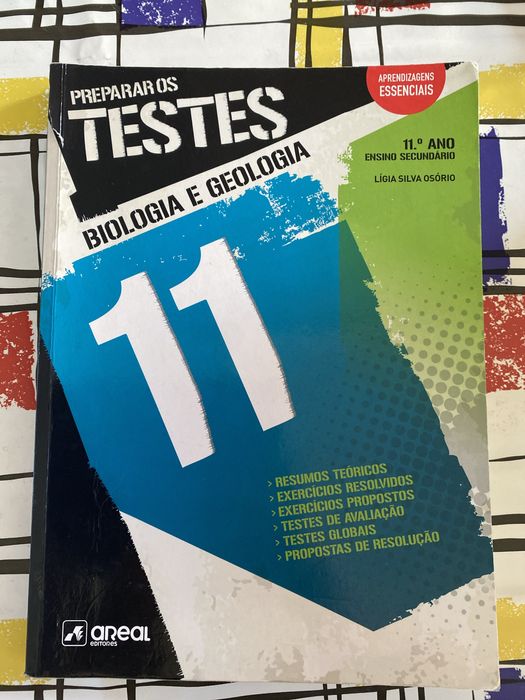 PREPARAR OS
TESTES
BIOLOGIA E GEOLOGIA
APRENDIZAGENS
ESSENCIAIS
11.º ANO
ENSINO SECUNDÁRIO
LÍGIA SILVA OSÓRIO
11
> RESUMOS TEÓRICOS
> EXERCÍCIOS RESOLVIDOS
> EXERCÍCIOS PROPOSTOS
> TESTES DE AVALIAÇÃO
> TESTES GLOBAIS
> PROPOSTAS DE RESOLUÇÃO
areal
EDITORES